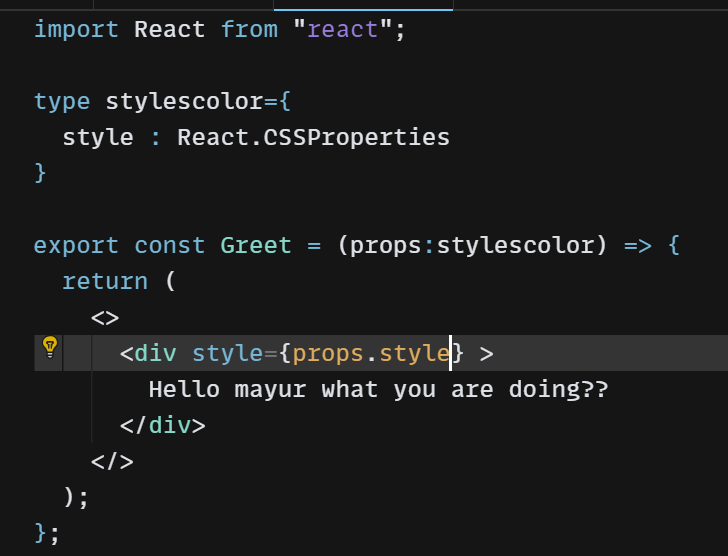 import React from "react";
type stylescolor={
style : React.CSSProperties
}
export const Greet = (props:stylescolor) => {
return (
<>
<div style={props.style} >
Hello mayur what you are doing??
</div>
</>
);
};